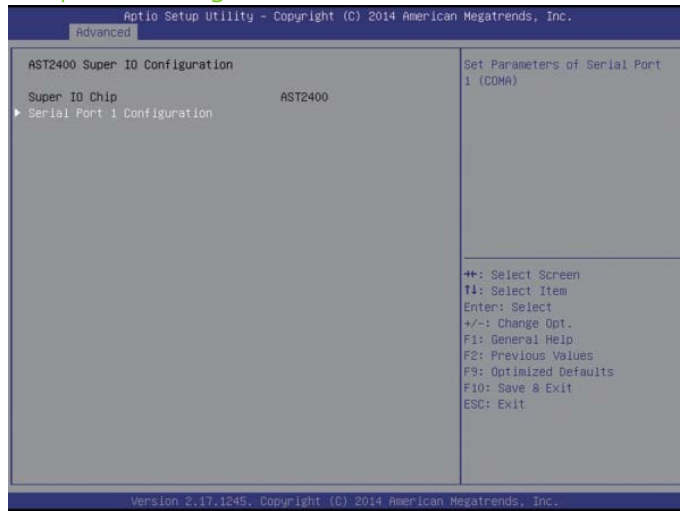 Aptio Setup Utility – Copyright (C) 2014 American Megatrends, Inc.
Advanced
AST2400 Super IO Configuration
Super IO Chip AST2400
Serial Port 1 Configuration
Set Parameters of Serial Port
1 (COMA)
: Select Screen
↑↓: Select Item
Enter: Select
+/-: Change Opt.
F1: General Help
F2: Previous Values
F9: Optimized Defaults
F10: Save & Exit
ESC: Exit
Version 2.17.1245. Copyright (C) 2014 American Megatrends, Inc.